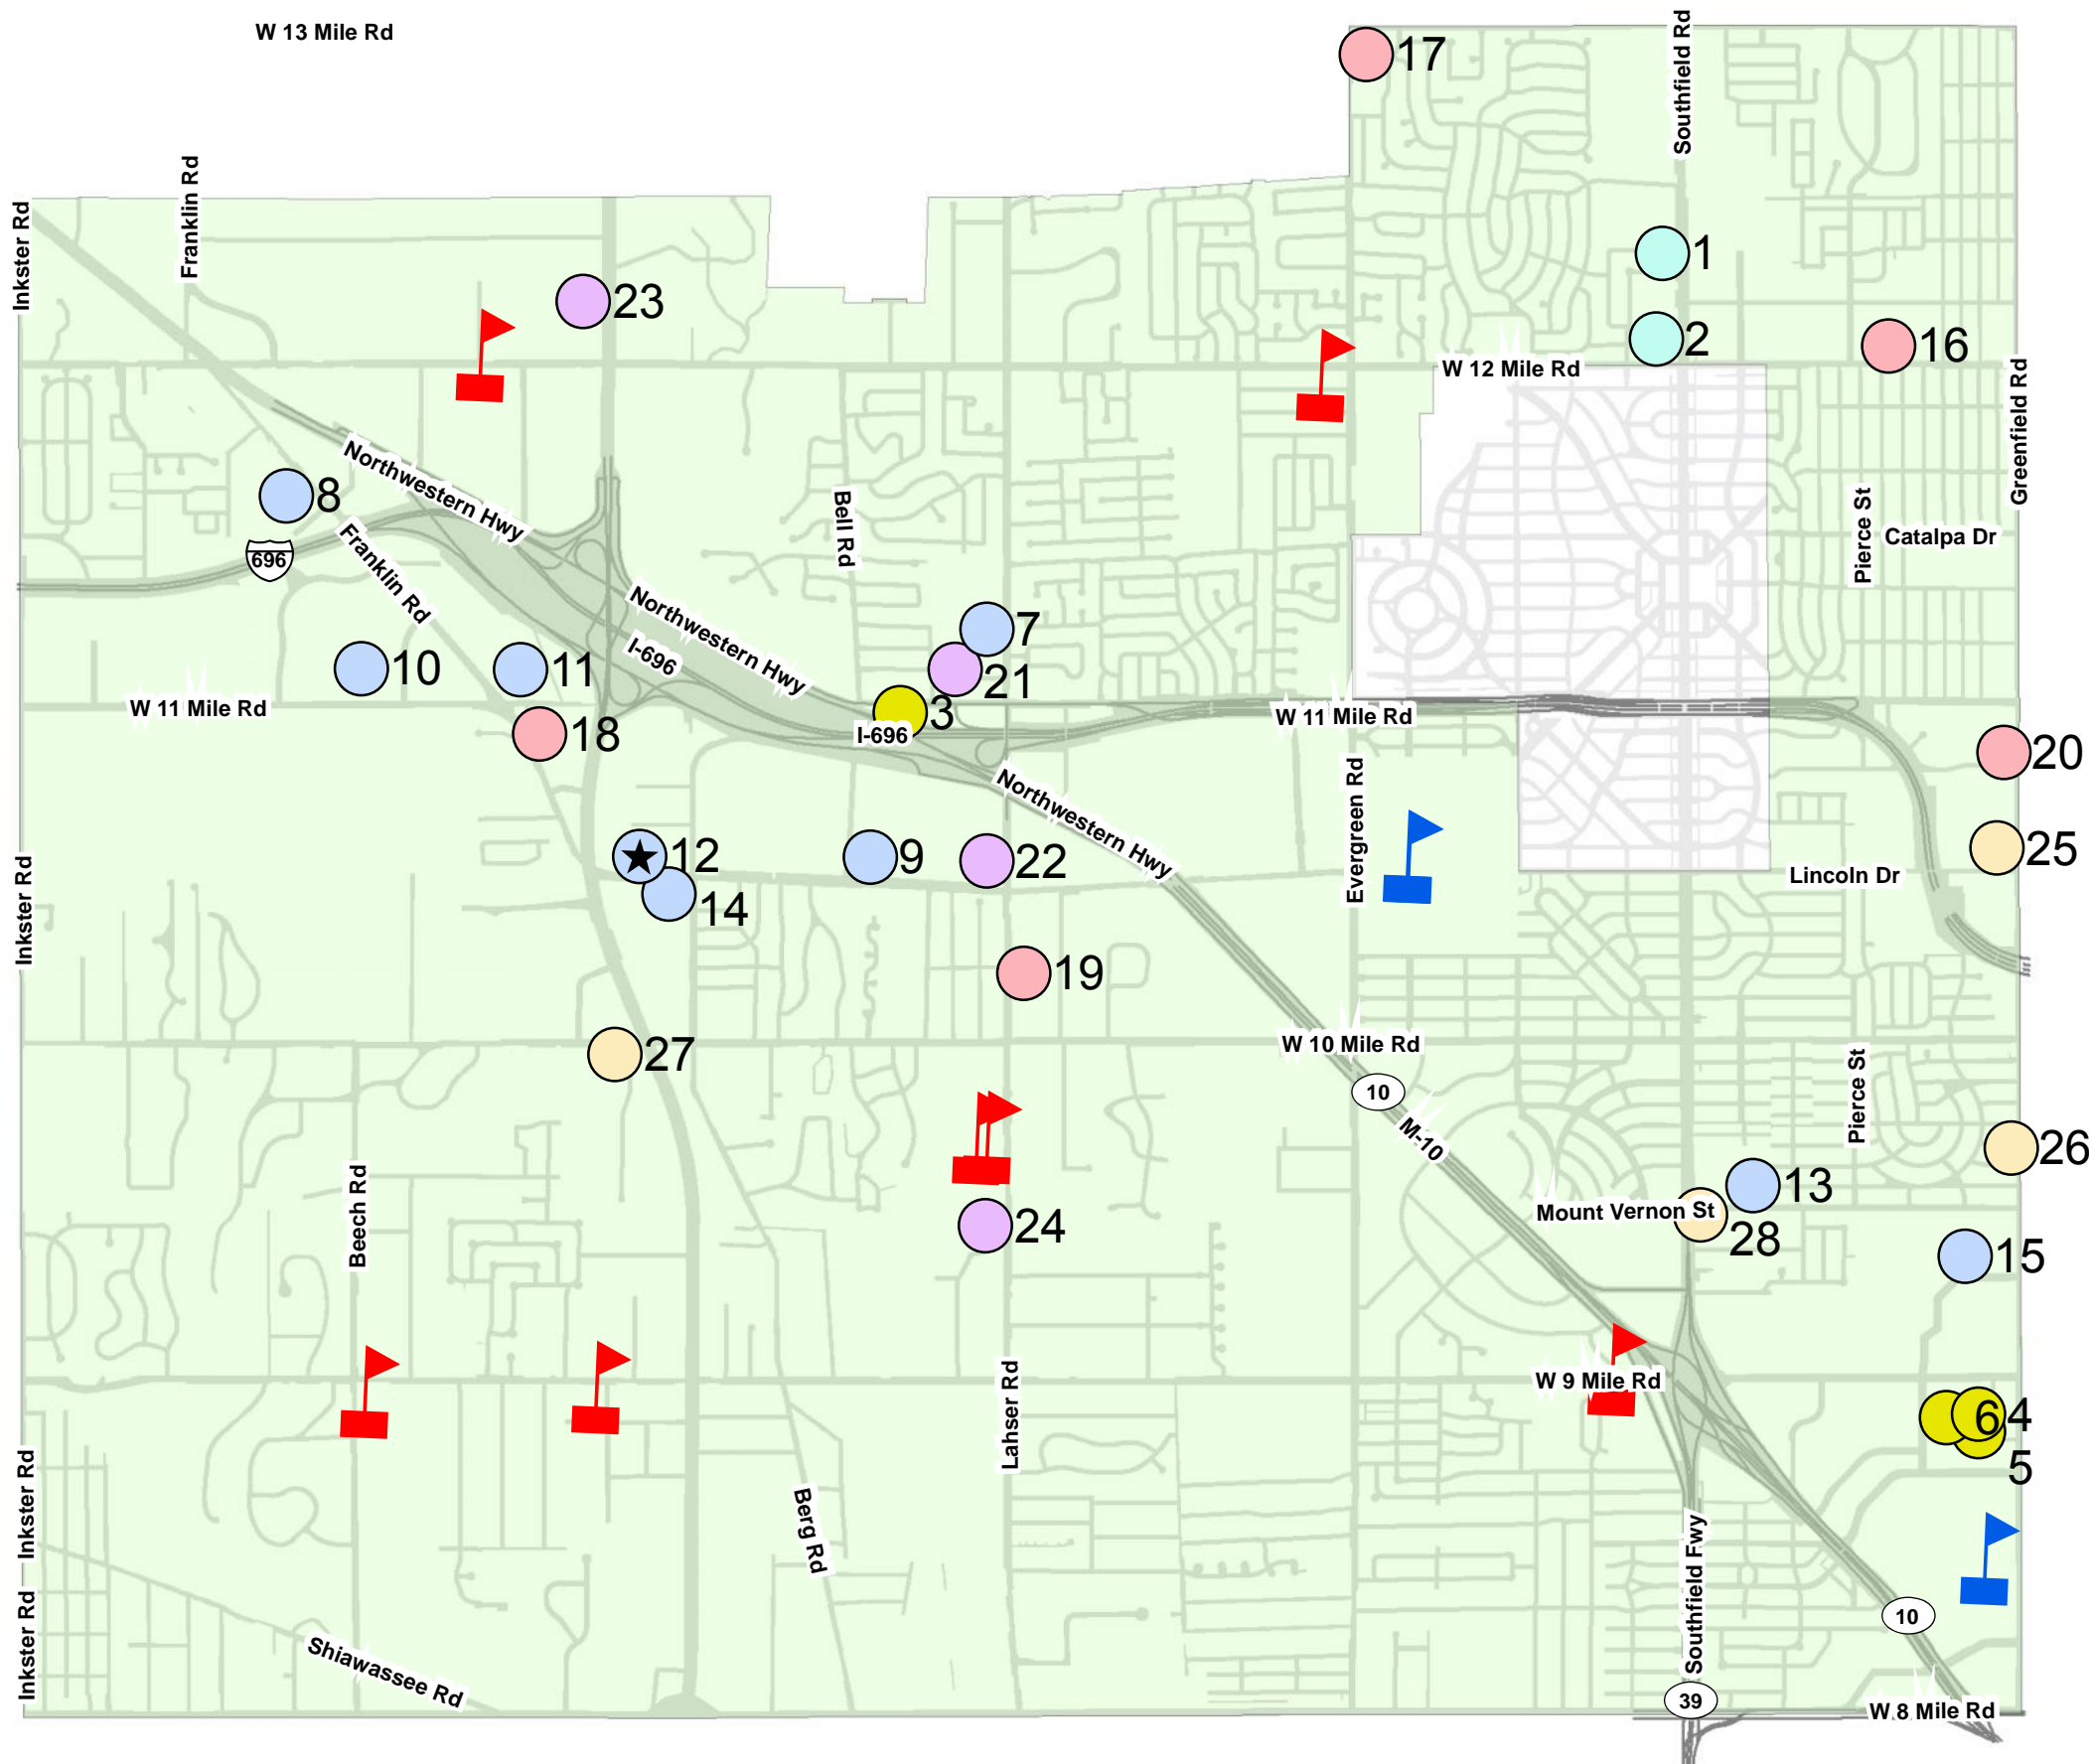 W 13 Mile Rd
17
Southfield Rd
Franklin Rd
Inkster Rd
1
23
2
16
W 12 Mile Rd
Greenfield Rd
Northwestern Hwy
8
Bell Rd
Pierce St
Catalpa Dr
696
Franklin Rd
Northwestern Hwy
7
I-696
10
11
21
W 11 Mile Rd
3
W 11 Mile Rd
18
I-696
20
Northwestern Hwy
Evergreen Rd
12
9
22
25
Lincoln Dr
Inkster Rd
14
19
27
W 10 Mile Rd
10
Pierce St
M-10
26
Beech Rd
13
Mount Vernon St
24
28
15
W 9 Mile Rd
Lahser Rd
6
4
5
Inkster Rd
Berg Rd
Southfield Fwy
10
Inkster Rd
Shiawassee Rd
39
W 8 Mile Rd